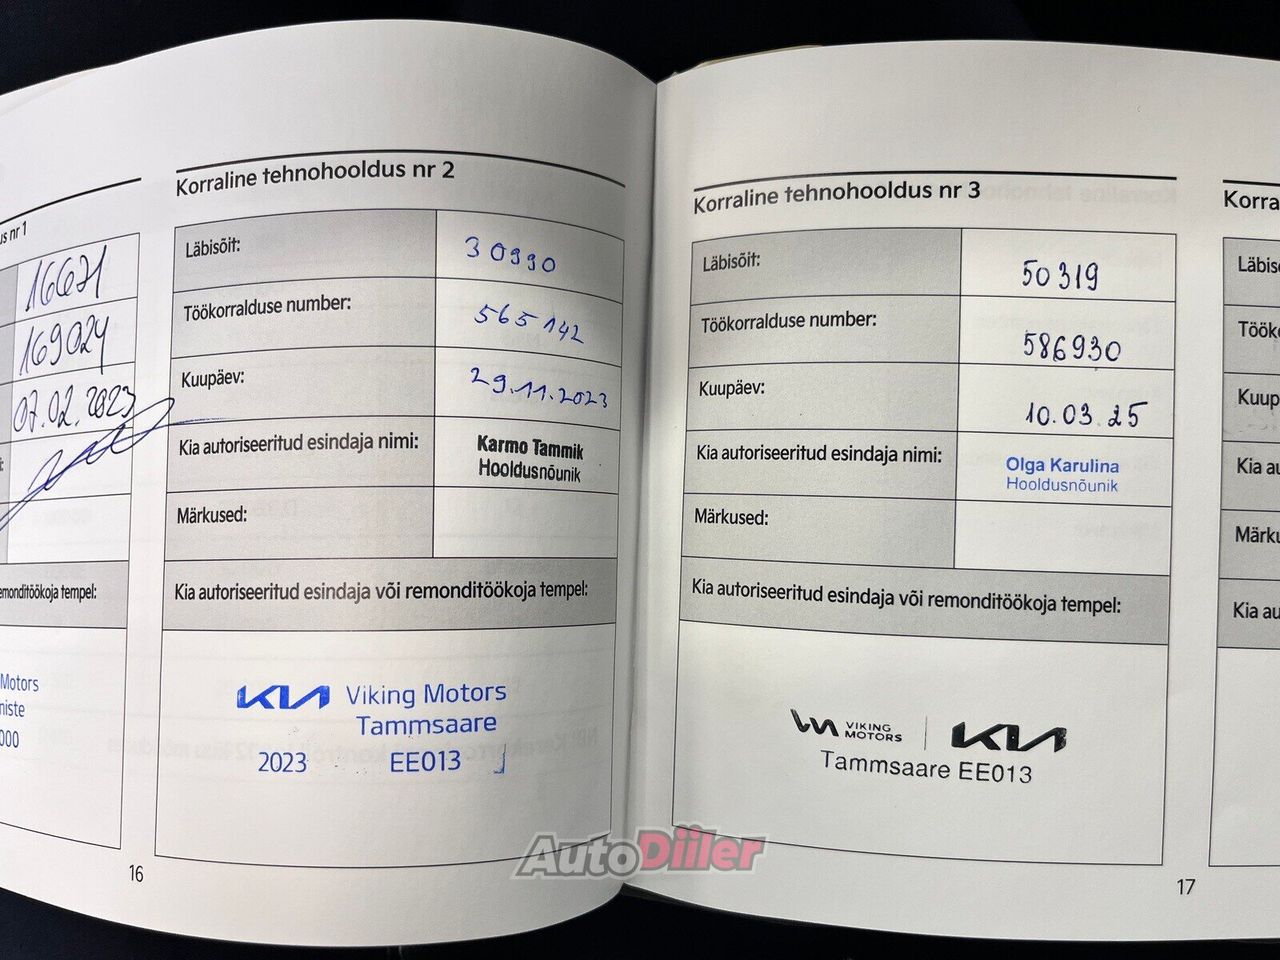 us nr 1
16671
169024
07.02.2023
emonditöökoja tempel:
Motors
niste
000
Korraline tehnohooldus nr 2
Läbisõit: 30990
Töökorralduse number: 565142
Kuupäev: 29.11.2023
Kia autoriseeritud esindaja nimi: Karmo Tammik
Hooldusnõunik
Märkused:
Kia autoriseeritud esindaja või remonditöökoja tempel:
KIA Viking Motors
Tammsaare
2023 EE013
16
Korraline tehnohooldus nr 3
Läbisõit: 50319
Töökorralduse number: 586930
Kuupäev: 10.03.25
Kia autoriseeritud esindaja nimi: Olga Karulina
Hooldusnõunik
Märkused:
Kia autoriseeritud esindaja või remonditöökoja tempel:
VIKING
MOTORS
KIA
Tammsaare EE013
17
Korra
Läbis
Töök
Kuup
Kia au
Märku
Kia au
AutoDiiler